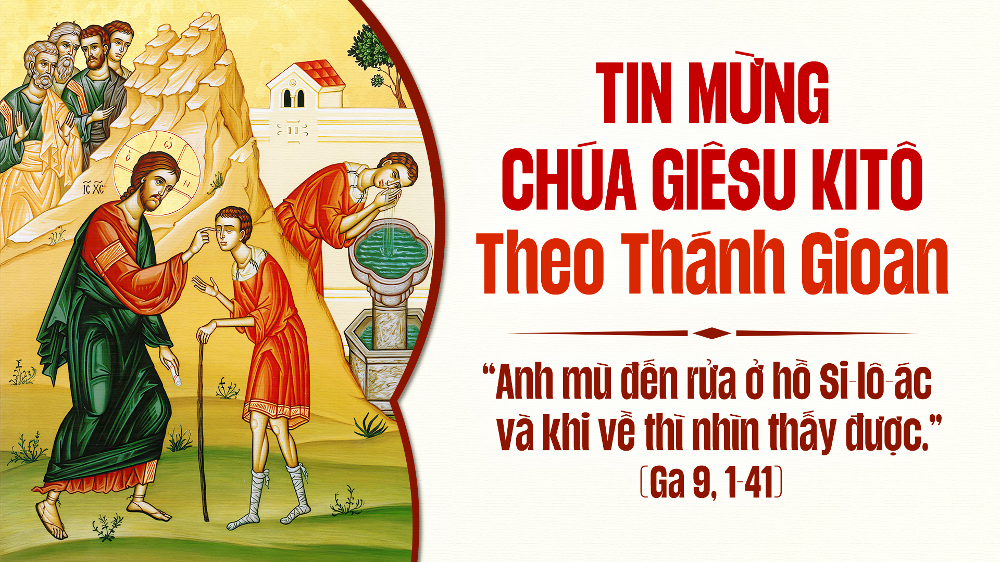 IC XC
Ο Ω Ν
TIN MỪNG
CHÚA GIÊSU KITÔ
Theo Thánh Gioan
“Anh mù đến rửa ở hồ Si-lô-ác
và khi về thì nhìn thấy được.”
(Ga 9, 1-41)